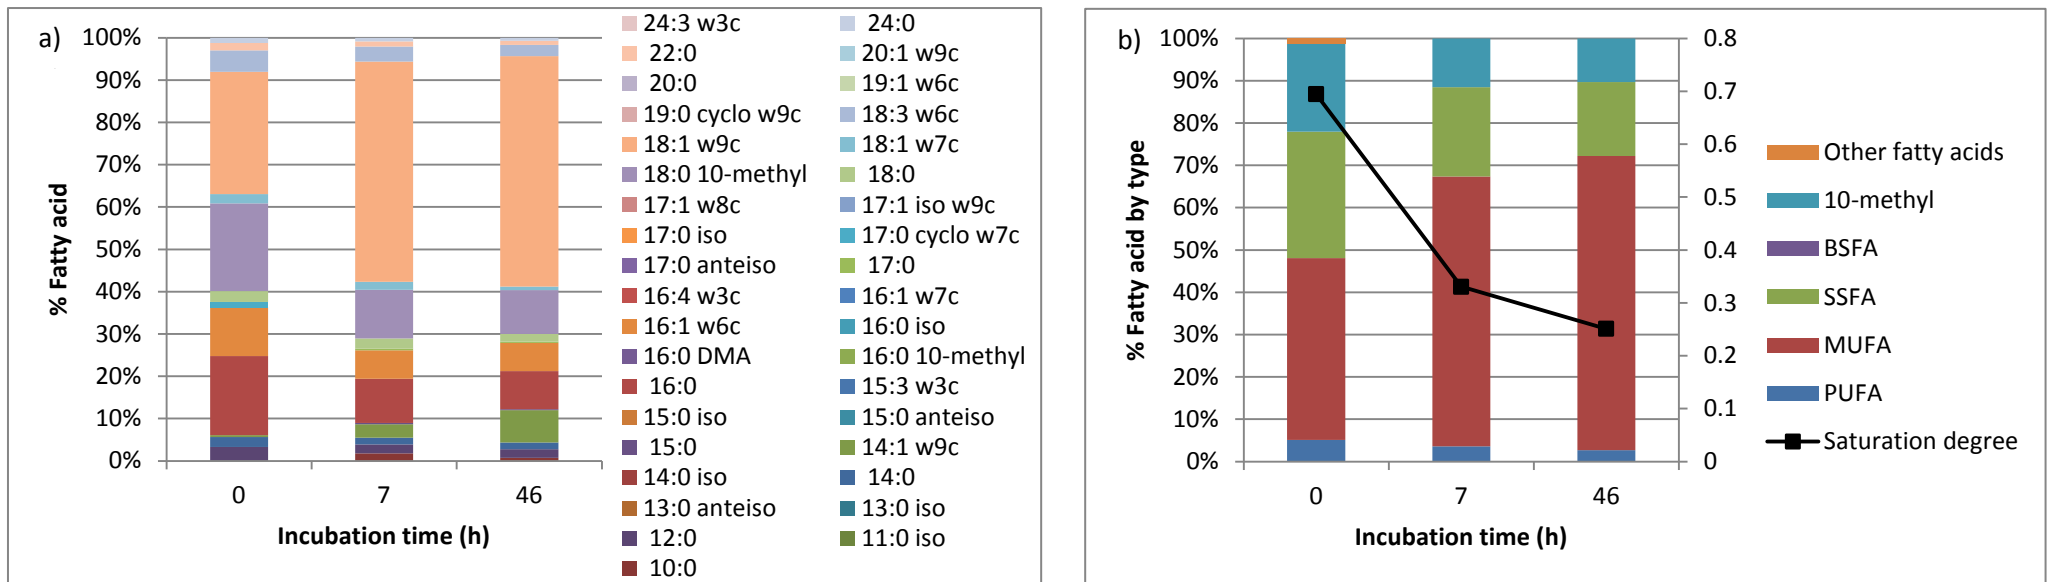 a)
100%
90%
80%
70%
60%
50%
40%
30%
20%
10%
0%
% Fatty acid
0 7 46
Incubation time (h)
24:3 w3c 24:0
22:0 20:1 w9c
20:0 19:1 w6c
19:0 cyclo w9c 18:3 w6c
18:1 w9c 18:1 w7c
18:0 10-methyl 18:0
17:1 w8c 17:1 iso w9c
17:0 iso 17:0 cyclo w7c
17:0 anteiso 17:0
16:4 w3c 16:1 w7c
16:1 w6c 16:0 iso
16:0 DMA 16:0 10-methyl
16:0 15:3 w3c
15:0 iso 15:0 anteiso
15:0 14:1 w9c
14:0 iso 14:0
13:0 anteiso 13:0 iso
12:0 11:0 iso
10:0
b)
100%
90%
80%
70%
60%
50%
40%
30%
20%
10%
0%
% Fatty acid by type
0.8
0.7
0.6
0.5
0.4
0.3
0.2
0.1
0
0 7 46
Incubation time (h)
Other fatty acids
10-methyl
BSFA
SSFA
MUFA
PUFA
Saturation degree